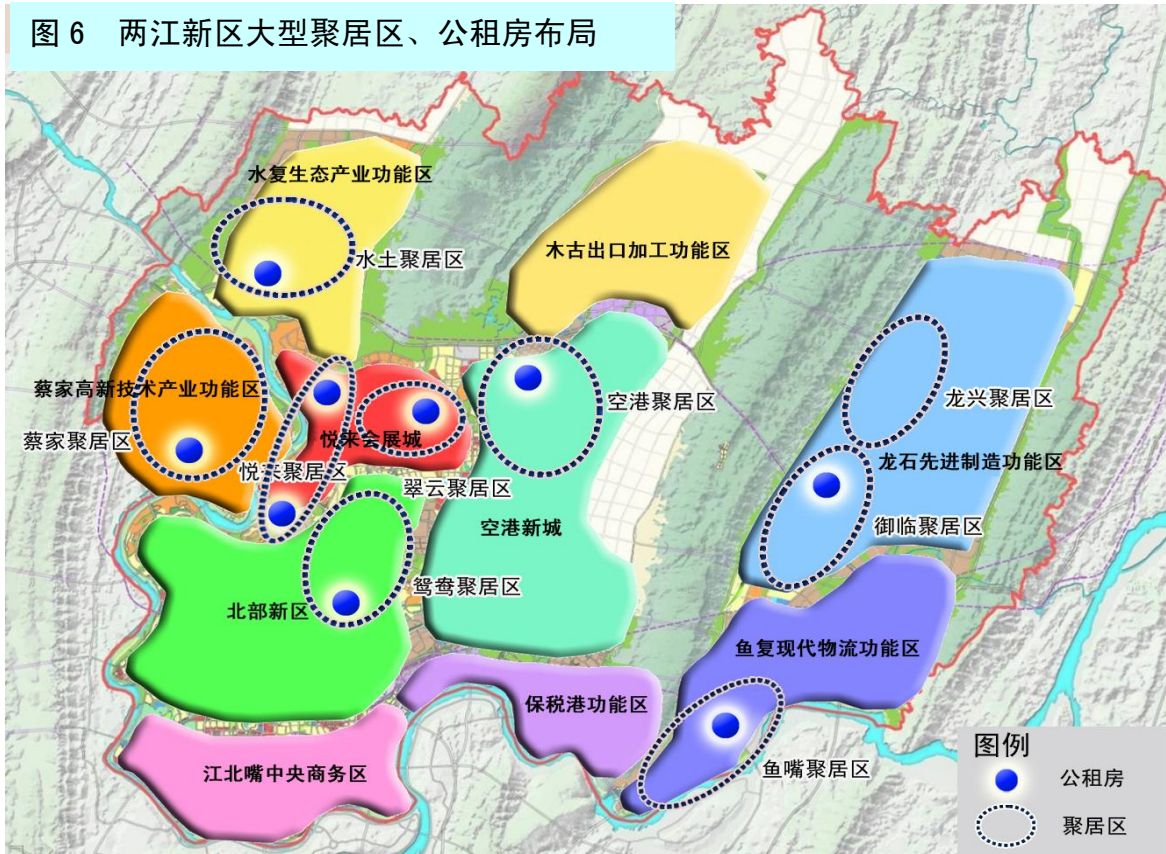 图 6 两江新区大型聚居区、公租房布局
水复生态产业功能区
水土聚居区
木古出口加工功能区
蔡家高新技术产业功能区
蔡家聚居区
悦来会展城
悦来聚居区
翠云聚居区
空港聚居区
空港新城
龙兴聚居区
龙石先进制造功能区
御临聚居区
北部新区
鸳鸯聚居区
鱼复现代物流功能区
保税港功能区
江北嘴中央商务区
鱼嘴聚居区
图例
公租房
聚居区